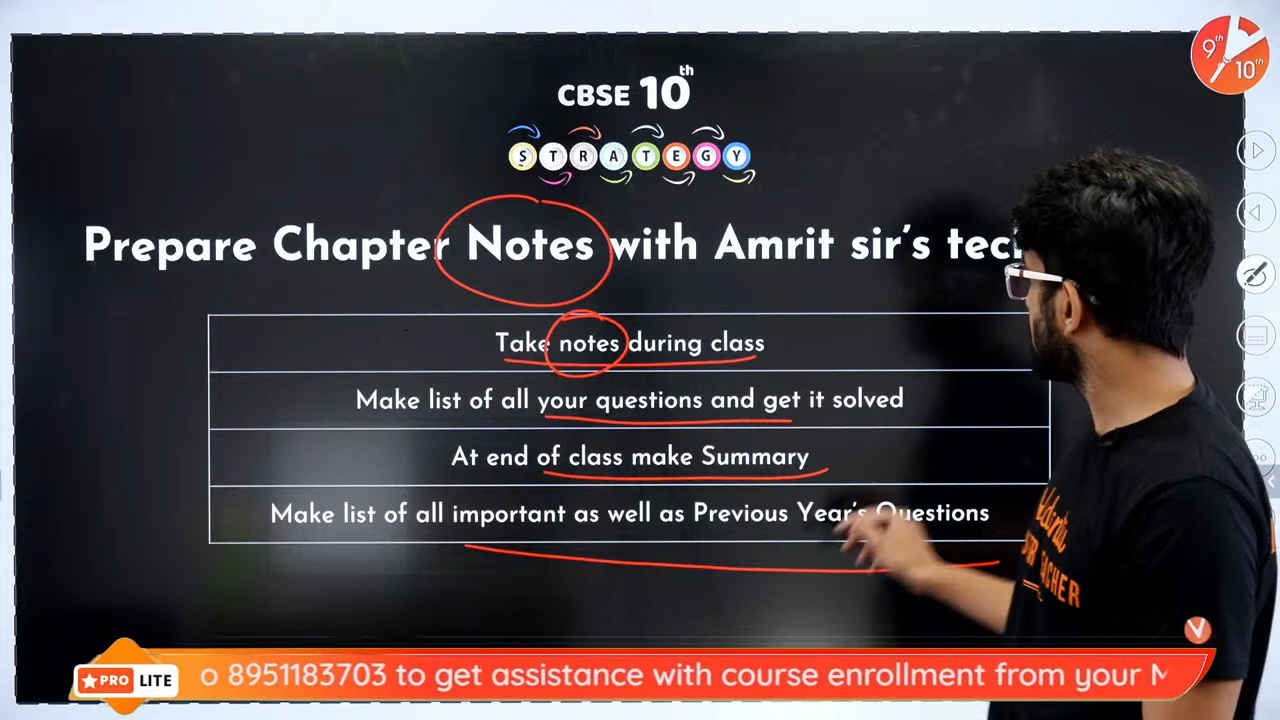 9th
10th
CBSE 10th
STRATEGY
Prepare Chapter Notes with Amrit sir's
Take notes during class
Make list of all your questions and get it solved
At end of class make Summary
Make list of all important as well as Previous Year's Questions
TEACHER
PRO LITE
o 8951183703 to get assistance with course enrollment from your
V